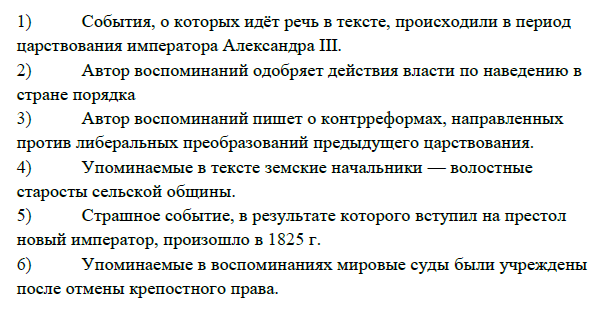 1) События, о которых идёт речь в тексте, происходили в период
царствования императора Александра III.
2) Автор воспоминаний одобряет действия власти по наведению в
стране порядка
3) Автор воспоминаний пишет о контрреформах, направленных
против либеральных преобразований предыдущего царствования.
4) Упоминаемые в тексте земские начальники — волостные
старосты сельской общины.
5) Страшное событие, в результате которого вступил на престол
новый император, произошло в 1825 г.
6) Упоминаемые в воспоминаниях мировые суды были учреждены
после отмены крепостного права.